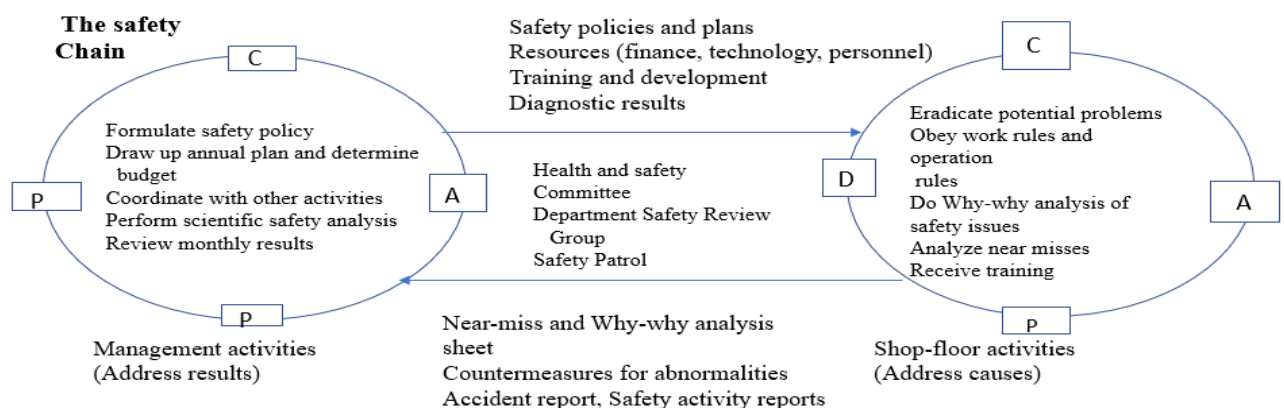 The safety
Chain
C
Formulate safety policy
Draw up annual plan and determine
budget
Coordinate with other activities
Perform scientific safety analysis
Review monthly results
P
A
P
Management activities
(Address results)
Safety policies and plans
Resources (finance, technology, personnel)
Training and development
Diagnostic results
Health and safety
Committee
Department Safety Review
Group
Safety Patrol
Near-miss and Why-why analysis
sheet
Countermeasures for abnormalities
Accident report, Safety activity reports
C
Eradicate potential problems
Obey work rules and
operation
rules
Do Why-why analysis of
safety issues
Analyze near misses
Receive training
D
A
P
Shop-floor activities
(Address causes)